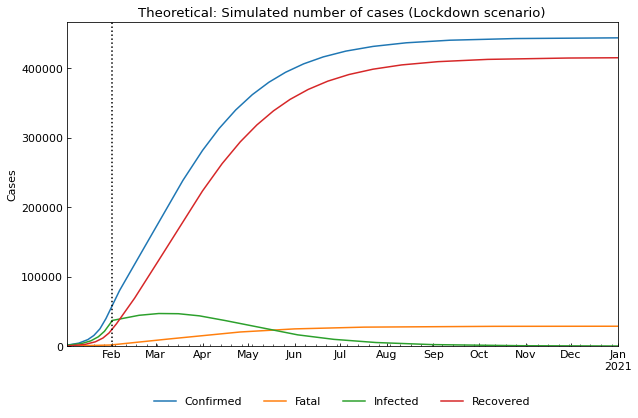 Theoretical: Simulated number of cases (Lockdown scenario)
400000
300000
200000
100000
0
Cases
Feb Mar Apr May Jun Jul Aug Sep Oct Nov Dec Jan
2021
Confirmed Fatal Infected Recovered